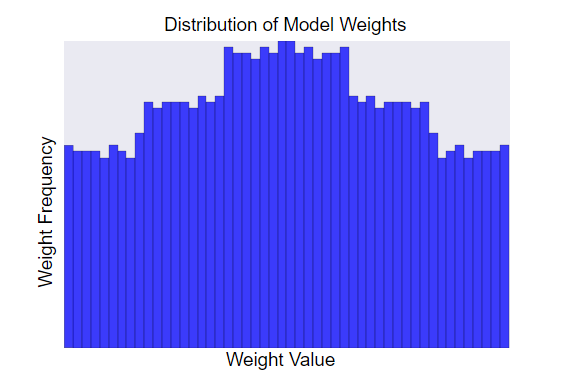 Distribution of Model Weights
Weight Frequency
Weight Value